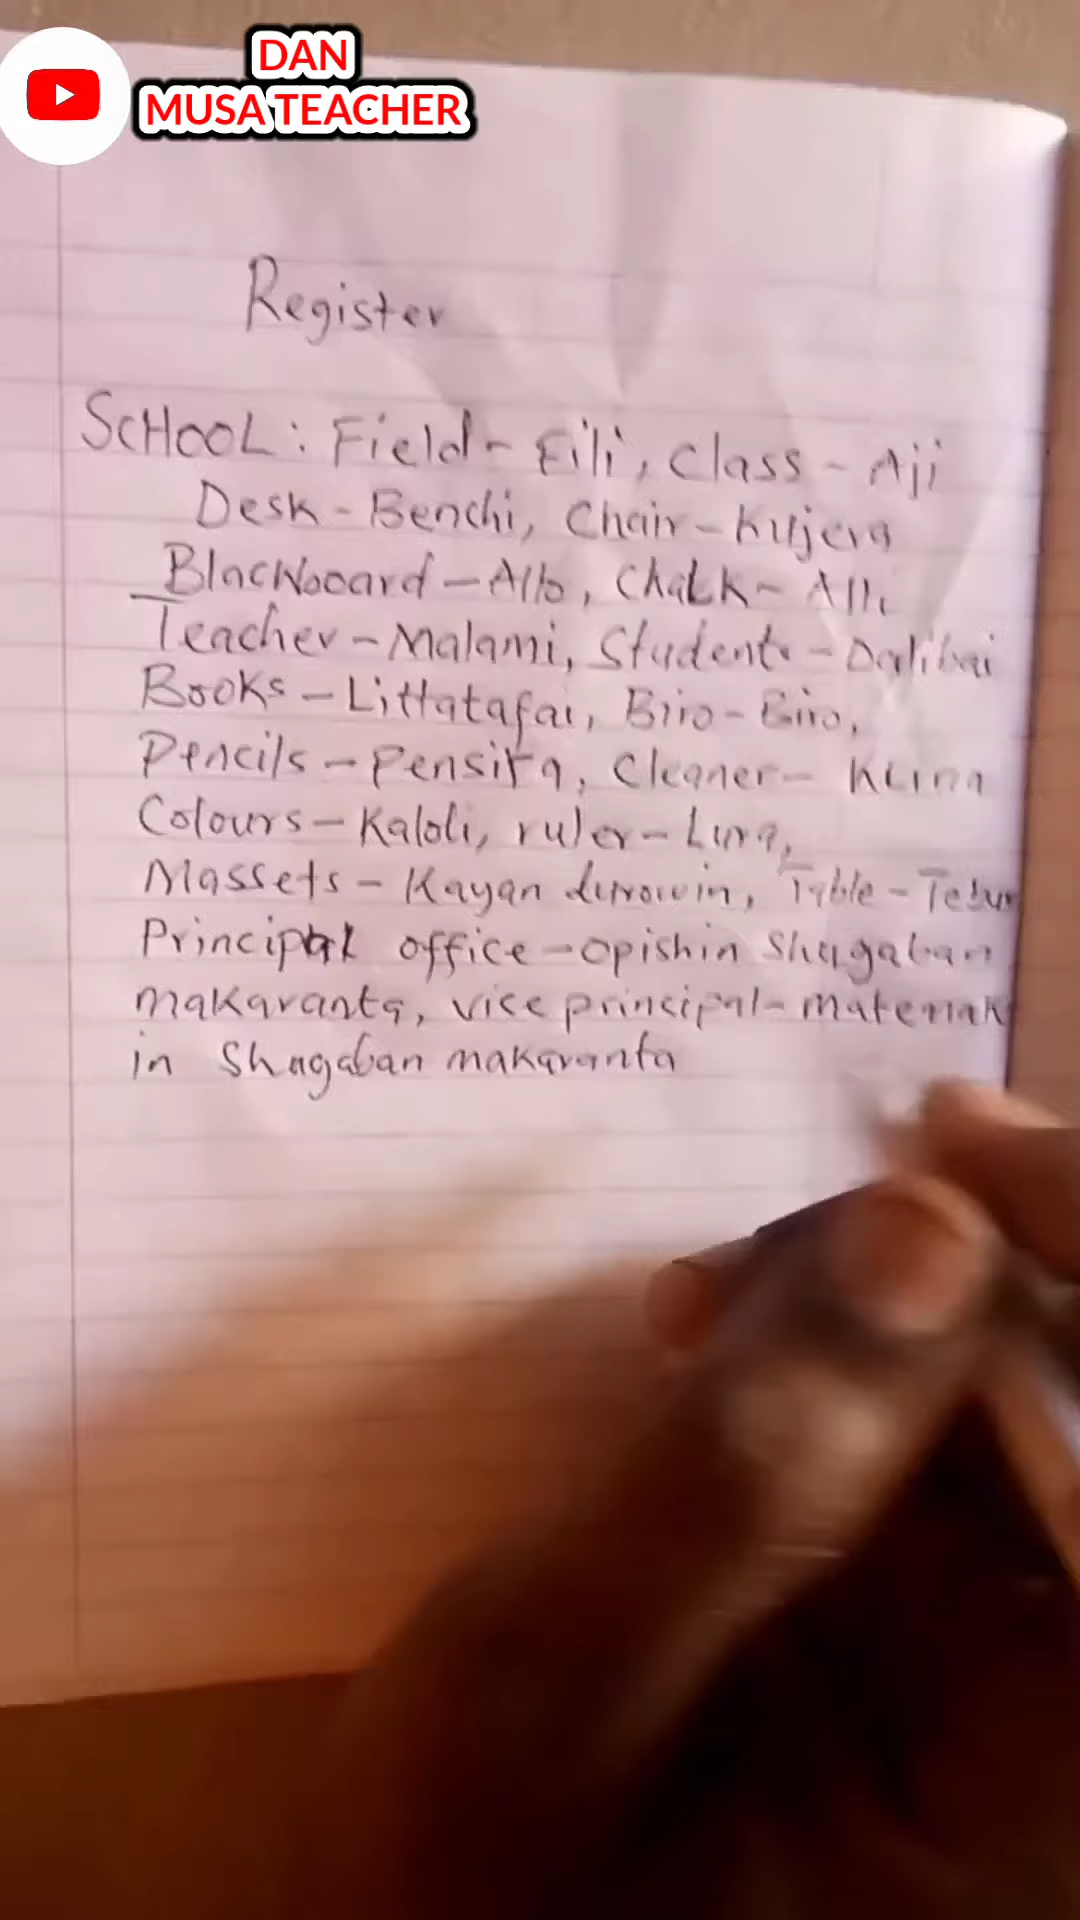 DAN
MUSA TEACHER
Register
SCHOOL: Field - Fili, Class - Aji
Desk - Benchi, Chair - Kujera
Blackboard - Allo, Chalk - Alli
Teacher - Malami, Students - Dalibai
Books - Littatafai, Biro - Biro,
Pencils - Pensira, Cleaner - Kilina
Colours - Kaloli, ruler - Lura,
Massets - Kayan durowin, Table - Tebur
Principal office - Opishin Shugaban
makaranta, vice principal - matemak
in Shugaban makaranta